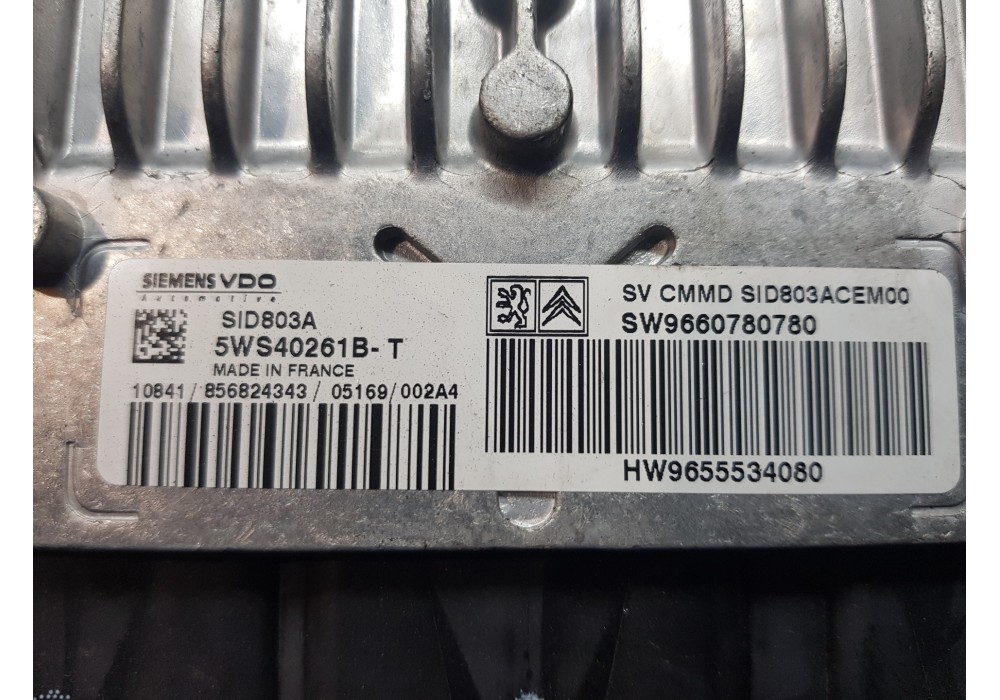 SIEMENS VDO
Automotive
SID803A
5WS40261B-T
MADE IN FRANCE
10841/856824343/05169/002A4
SV CMMD SID803ACEM00
SW9660780780
HW9655534080